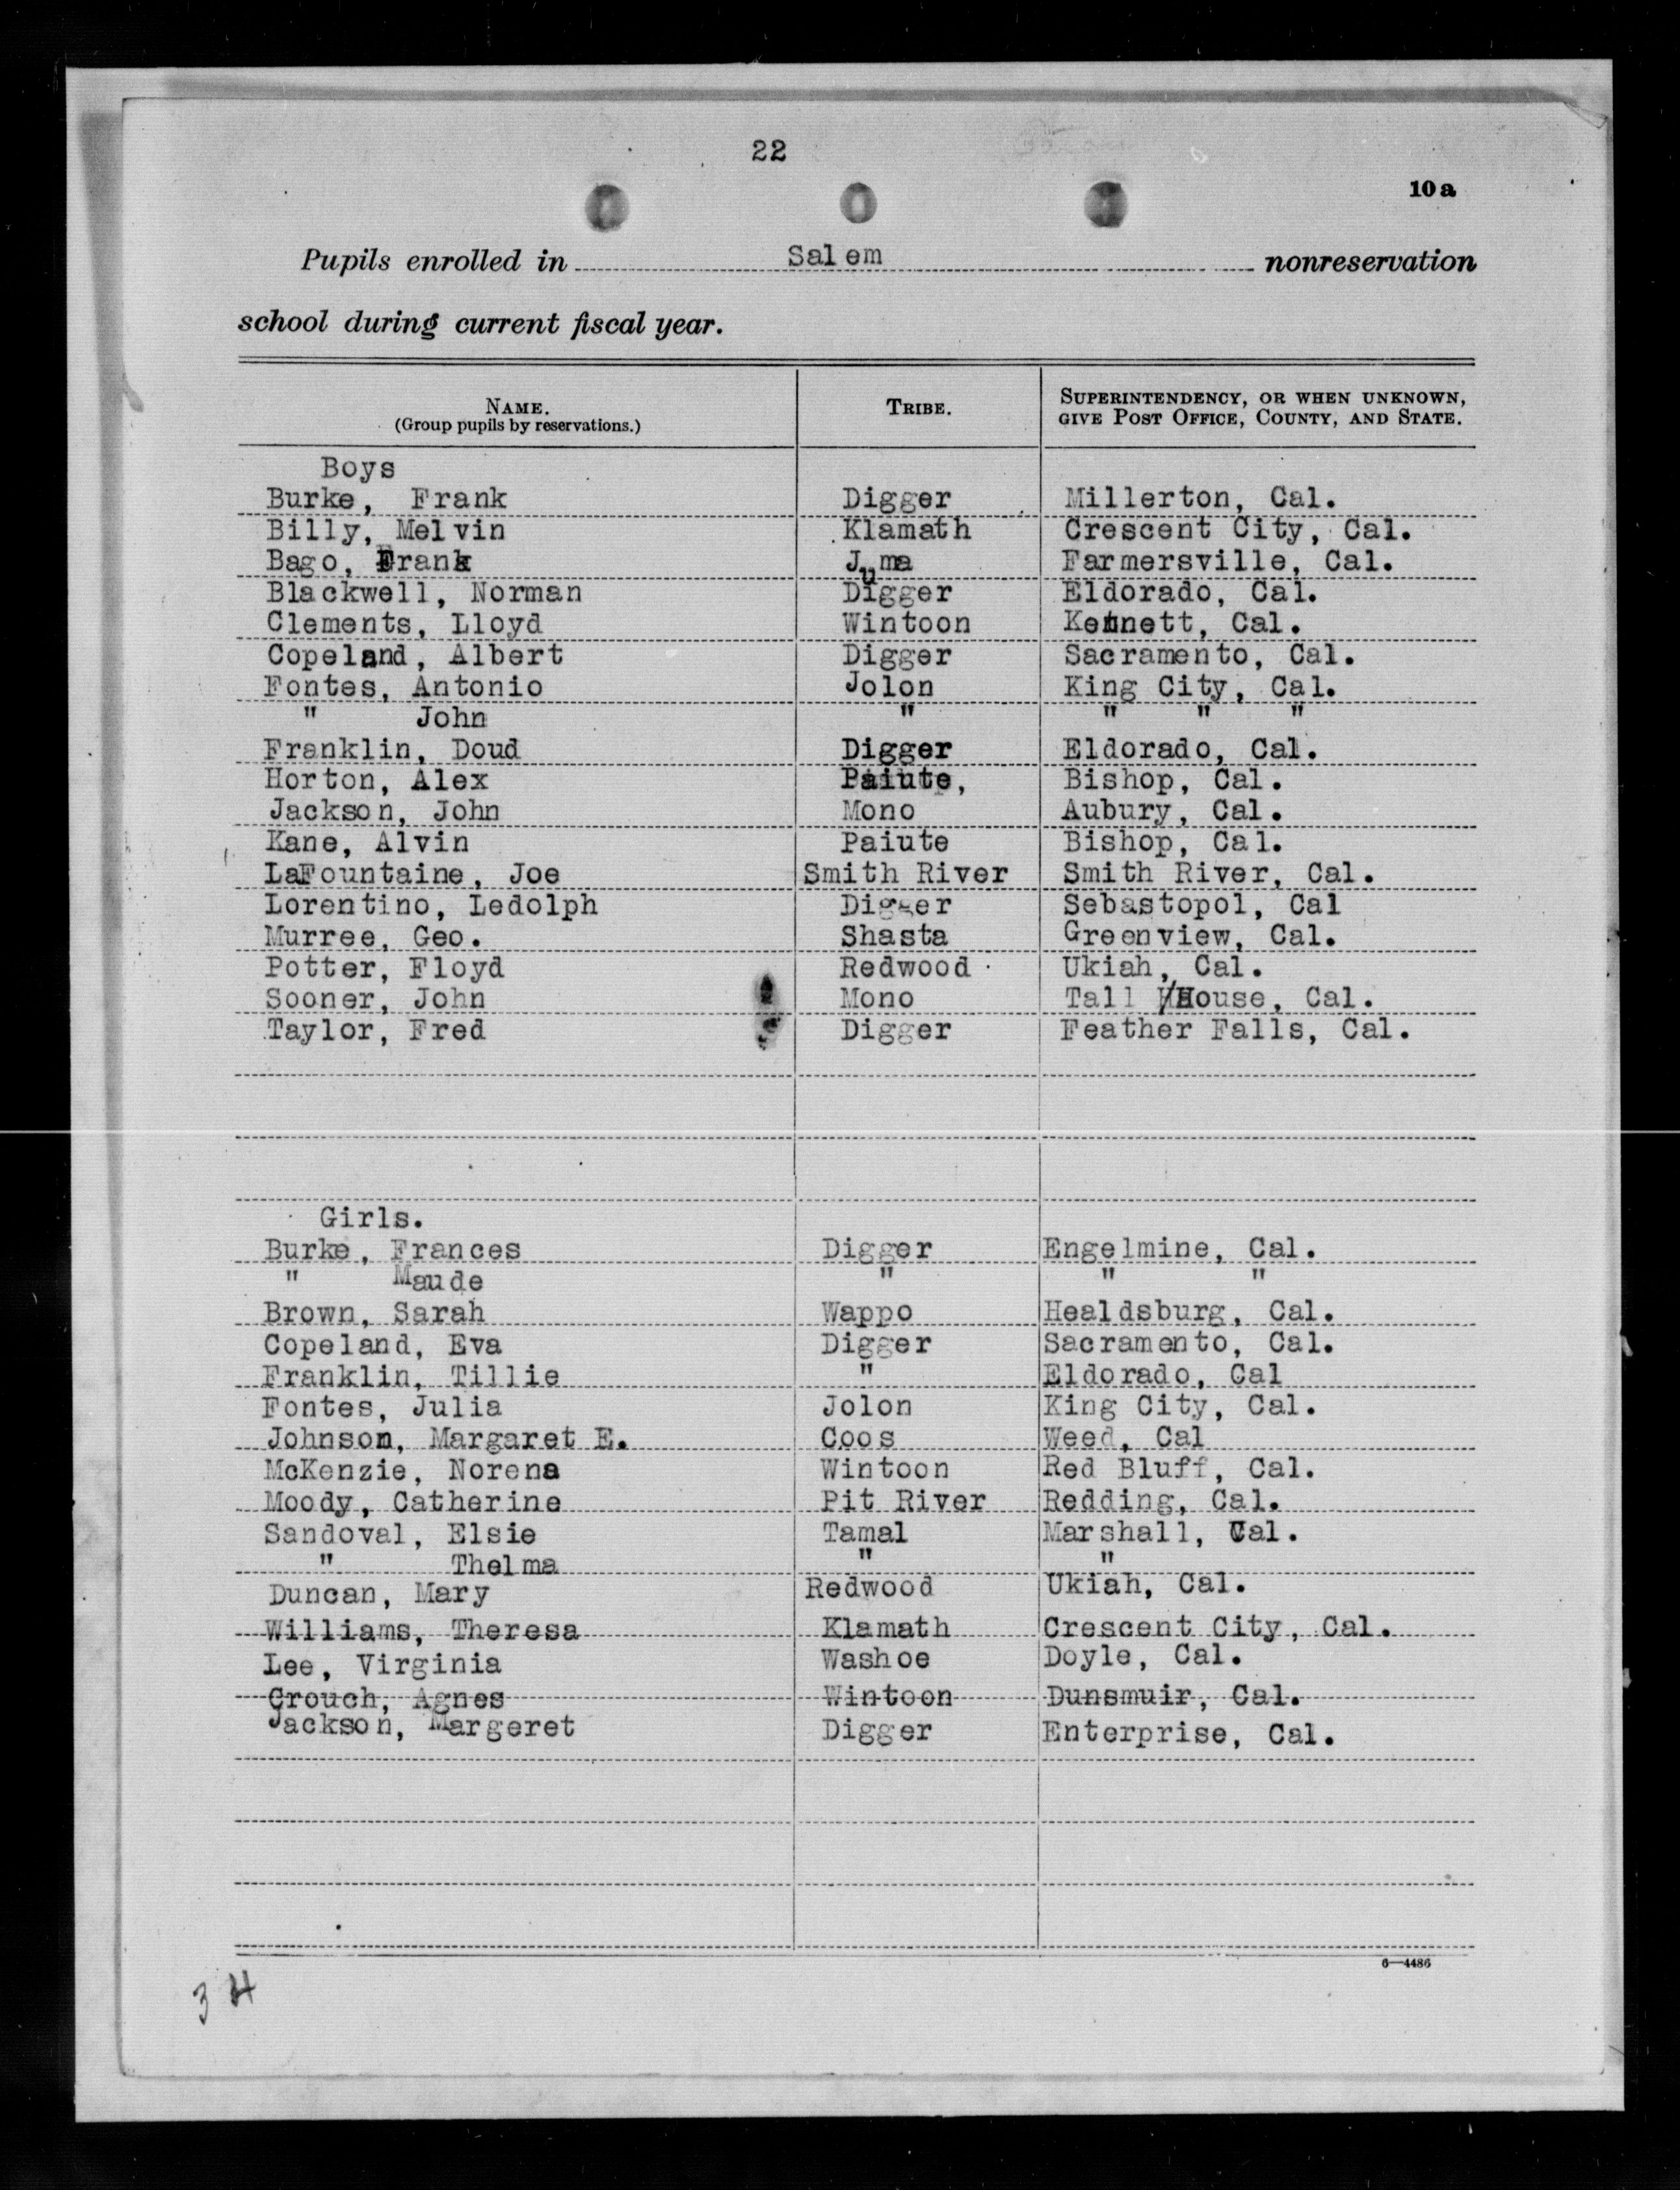 22
10 a
Pupils enrolled in Salem nonreservation
school during current fiscal year.
NAME. TRIBE. SUPERINTENDENCY, OR WHEN UNKNOWN,
(Group pupils by reservations.) GIVE POST OFFICE, COUNTY, AND STATE.
Boys
Burke, Frank Digger Millerton, Cal.
Billy, Melvin Klamath Crescent City, Cal.
Bago, Frank Juma Farmersville, Cal.
Blackwell, Norman Digger Eldorado, Cal.
Clements, Lloyd Wintoon Kennett, Cal.
Copeland, Albert Digger Sacramento, Cal.
Fontes, Antonio Jolon King City, Cal.
" John " " " "
Franklin, Doud Digger Eldorado, Cal.
Horton, Alex Paiute, Bishop, Cal.
Jackson, John Mono Aubury, Cal.
Kane, Alvin Paiute Bishop, Cal.
LaFountaine, Joe Smith River Smith River, Cal.
Lorentino, Ledolph Digger Sebastopol, Cal
Murree, Geo. Shasta Greenview, Cal.
Potter, Floyd Redwood Ukiah, Cal.
Sooner, John Mono Tall House, Cal.
Taylor, Fred Digger Feather Falls, Cal.
Girls.
Burke, Frances Digger Engelmine, Cal.
" Maude " " "
Brown, Sarah Wappo Healdsburg, Cal.
Copeland, Eva Digger Sacramento, Cal.
Franklin, Tillie " Eldorado, Cal
Fontes, Julia Jolon King City, Cal.
Johnson, Margaret E. Coos Weed, Cal
McKenzie, Norena Wintoon Red Bluff, Cal.
Moody, Catherine Pit River Redding, Cal.
Sandoval, Elsie Tamal Marshall, Cal.
" Thelma " "
Duncan, Mary Redwood Ukiah, Cal.
Williams, Theresa Klamath Crescent City, Cal.
Lee, Virginia Washoe Doyle, Cal.
Crouch, Agnes Wintoon Dunsmuir, Cal.
Jackson, Margeret Digger Enterprise, Cal.
6—4486
34